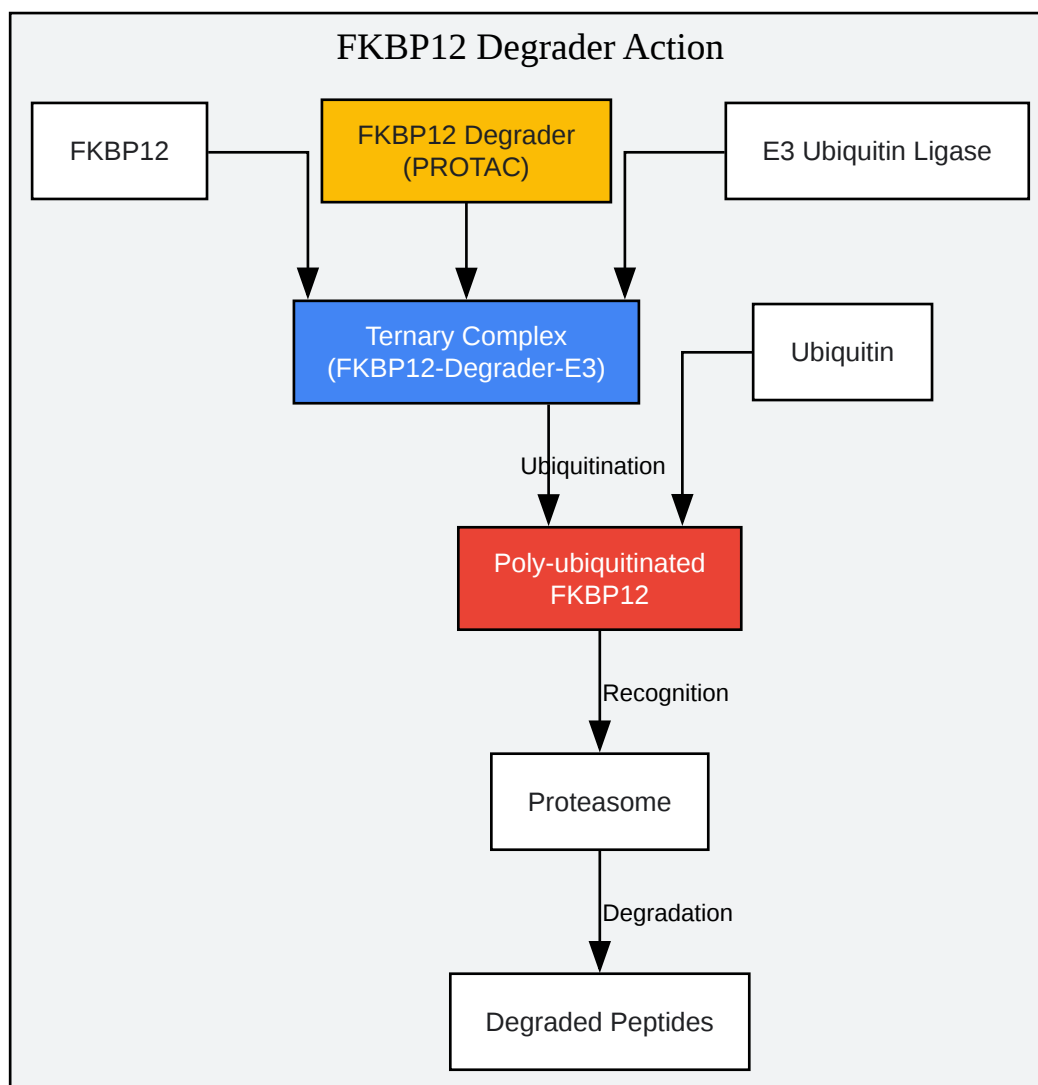 FKBP12 Degrader Action
FKBP12
FKBP12 Degrader
(PROTAC)
E3 Ubiquitin Ligase
Ternary Complex
(FKBP12-Degrader-E3)
Ubiquitin
Ubiquitination
Poly-ubiquitinated
FKBP12
Recognition
Proteasome
Degradation
Degraded Peptides